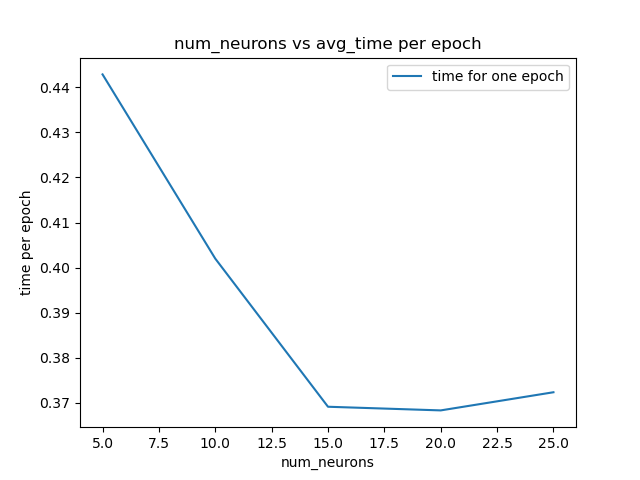 num_neurons vs avg_time per epoch
time for one epoch
0.44
0.43
0.42
0.41
0.40
0.39
0.38
0.37
time per epoch
5.0 7.5 10.0 12.5 15.0 17.5 20.0 22.5 25.0
num_neurons